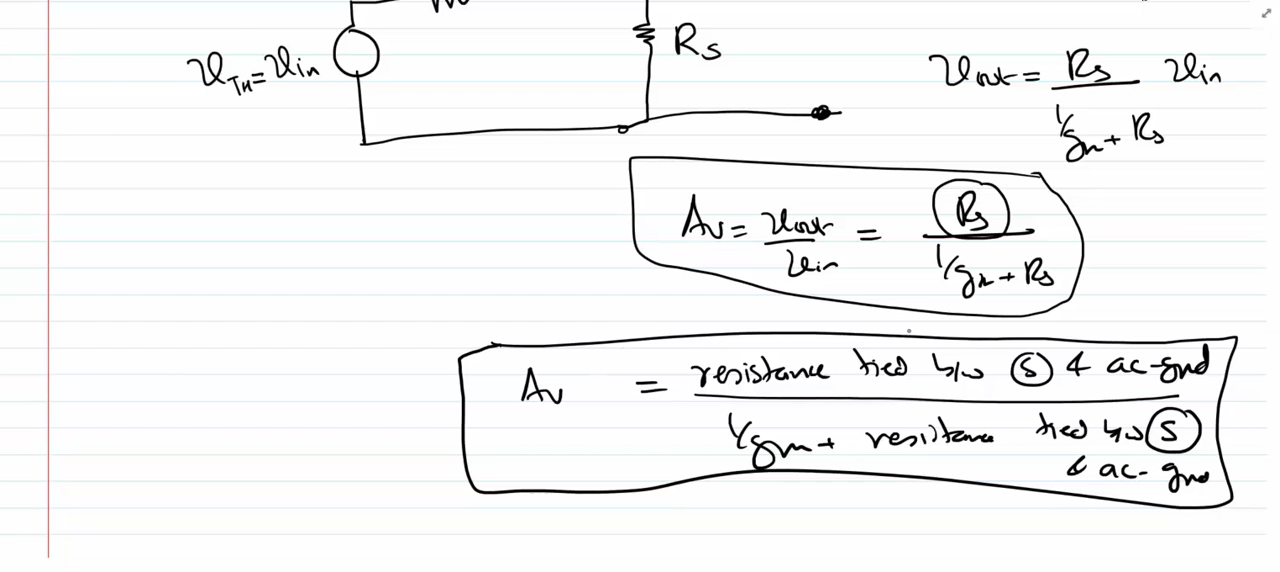 R_S
v_TH = v_in
v_out = R_S / (1/g_m + R_S) v_in
A_v = v_out / v_in = R_S / (1/g_m + R_S)
A_v = resistance tied b/w (S) & ac-gnd
1/g_m + resistance tied b/w (S)
& ac-gnd